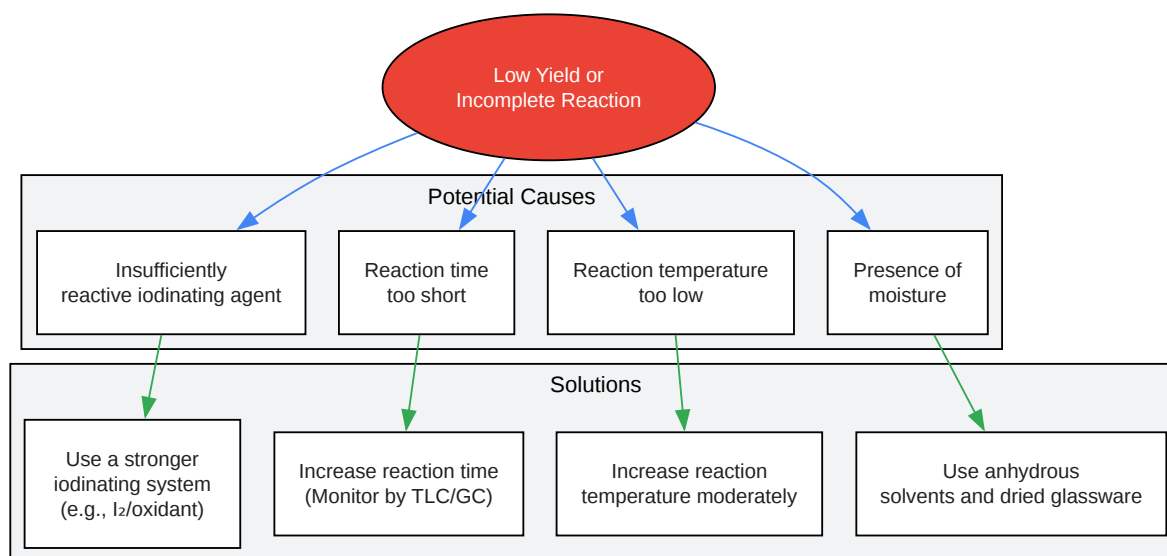 Low Yield or
Incomplete Reaction
Potential Causes
Insufficiently
reactive iodinating agent
Reaction time
too short
Reaction temperature
too low
Presence of
moisture
Solutions
Use a stronger
iodinating system
(e.g., I₂/oxidant)
Increase reaction time
(Monitor by TLC/GC)
Increase reaction
temperature moderately
Use anhydrous
solvents and dried glassware